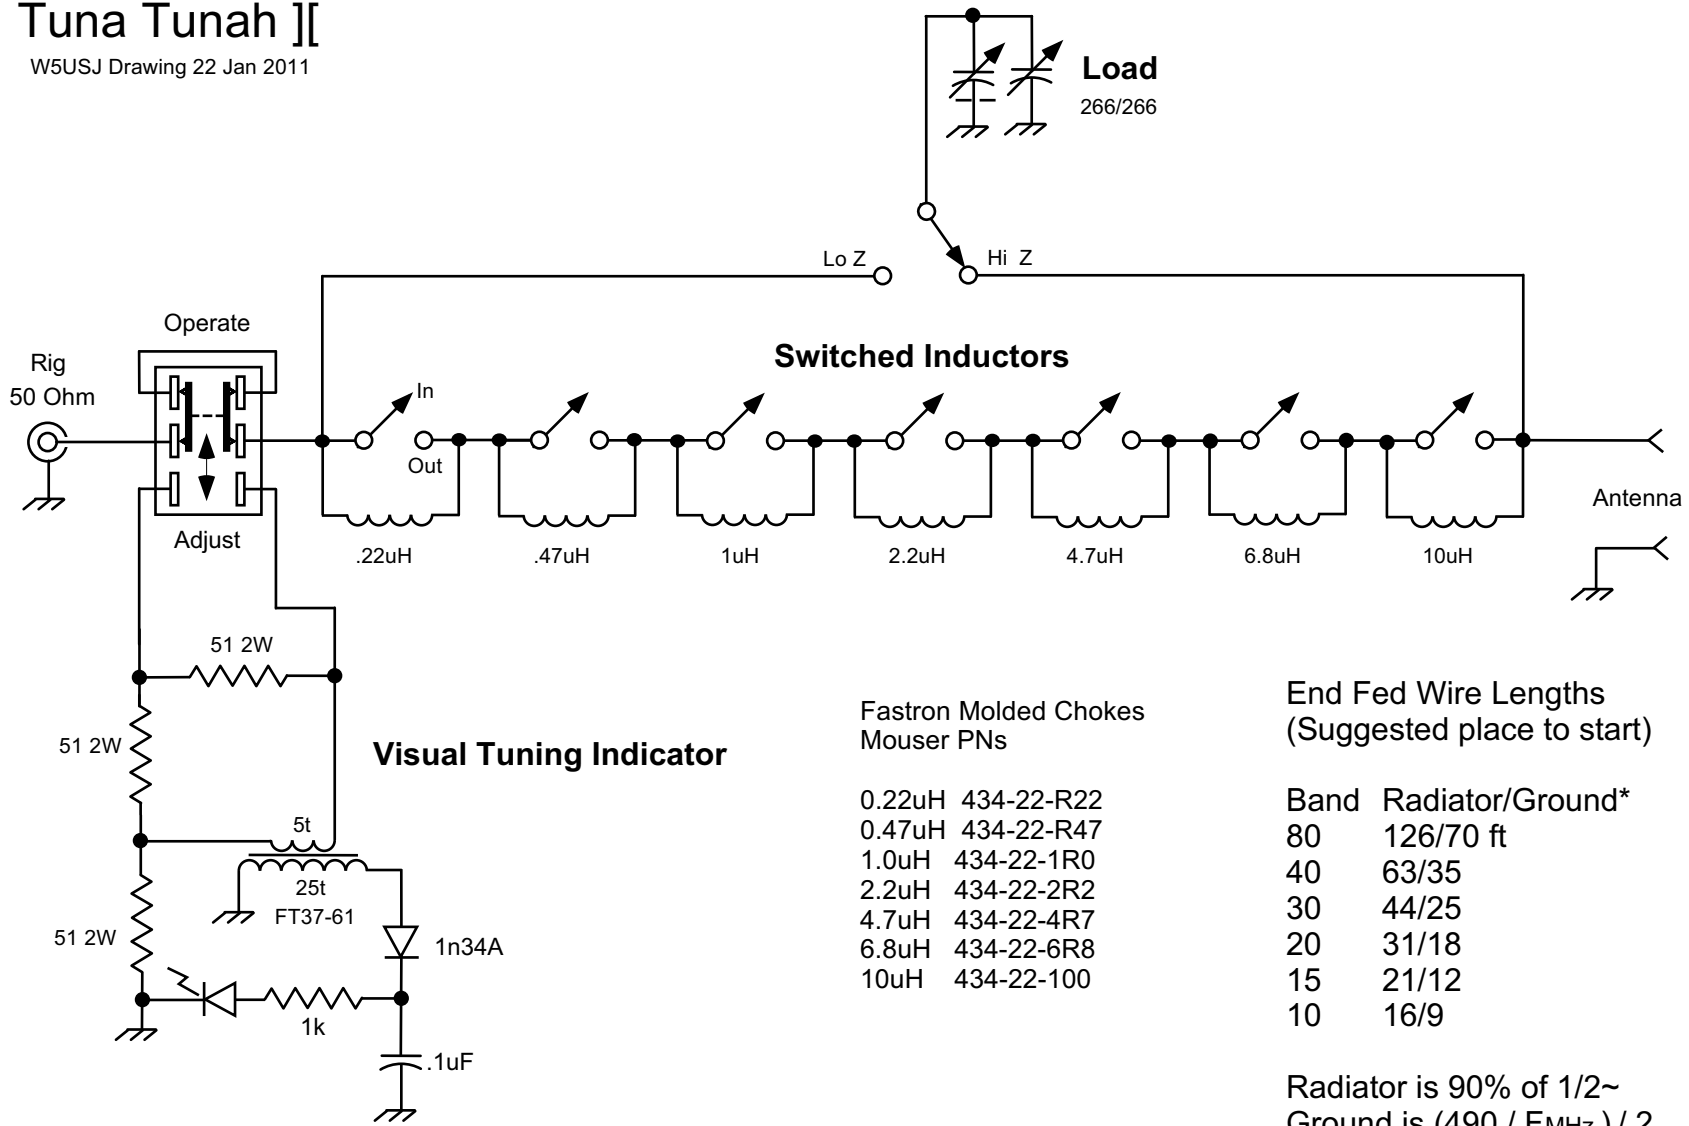 Tuna Tunah ][
W5USJ Drawing 22 Jan 2011
Load
266/266
Lo Z
Hi Z
Operate
Rig
50 Ohm
Switched Inductors
In
Out
Adjust
Antenna
.22uH
.47uH
1uH
2.2uH
4.7uH
6.8uH
10uH
51 2W
51 2W
Visual Tuning Indicator
5t
25t
FT37-61
51 2W
1n34A
1k
.1uF
Fastron Molded Chokes
Mouser PNs
0.22uH 434-22-R22
0.47uH 434-22-R47
1.0uH 434-22-1R0
2.2uH 434-22-2R2
4.7uH 434-22-4R7
6.8uH 434-22-6R8
10uH 434-22-100
End Fed Wire Lengths
(Suggested place to start)
Band Radiator/Ground*
80 126/70 ft
40 63/35
30 44/25
20 31/18
15 21/12
10 16/9
Radiator is 90% of 1/2~
Ground is (490 / FMHz ) / 2